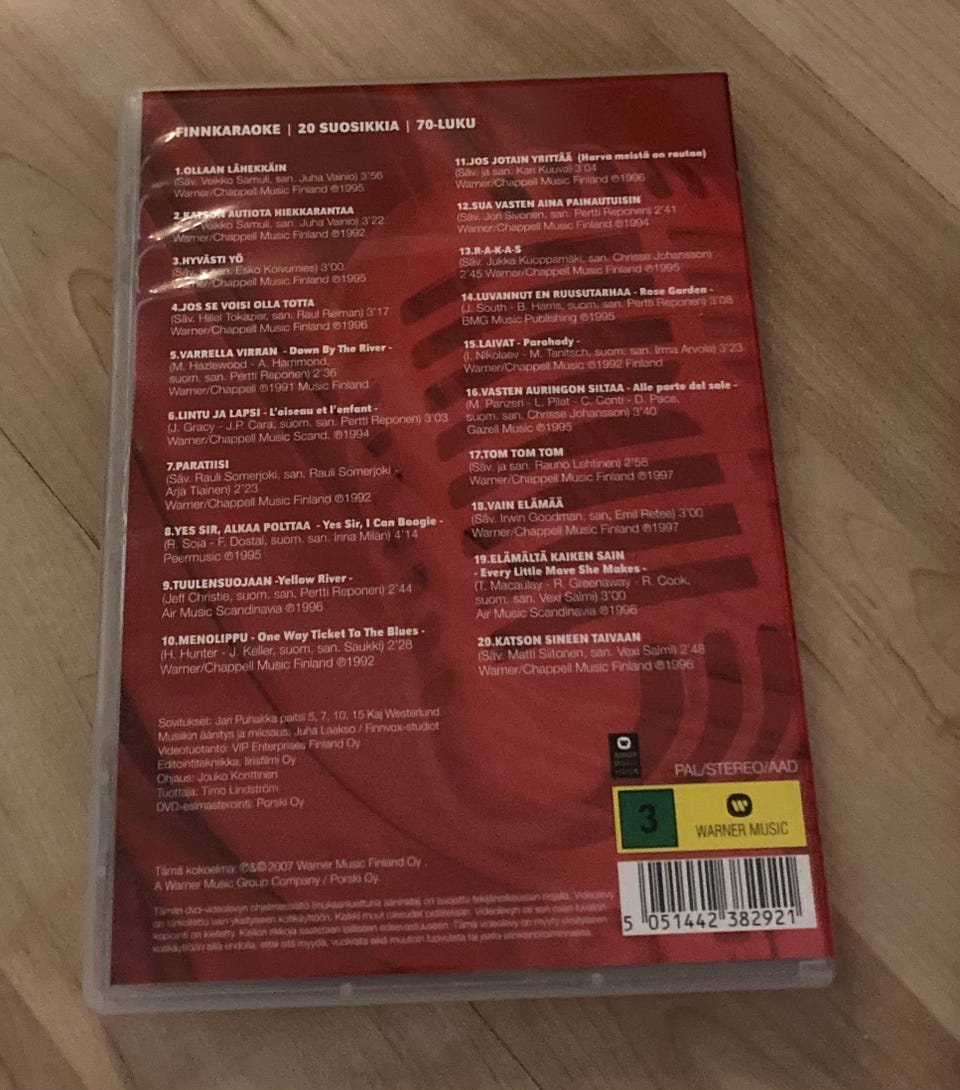 FINNKARAOKE | 20 SUOSIKKIA | 70-LUKU
1.OLLAAN LÄHEKKÄIN
(Säv. Veikko Samuli, san. Juha Vainio) 3'56
Warner/Chappell Music Finland ℗1995
2.KATSON AUTIOTA HIEKKARANTAA
Veikko Samuli, san. Juha Vainio) 3'22
Warner/Chappell Music Finland ℗1992
3.HYVÄSTI YÖ
(Säv. ja san. Esko Koivumies) 3'00
Warner/Chappell Music Finland ℗1995
4.JOS SE VOISI OLLA TOTTA
(Säv. Hillel Tokazier, san. Raul Reiman) 3'17
Warner/Chappell Music Finland ℗1996
5.VARRELLA VIRRAN - Down By The River -
(M. Hazlewood - A. Hammond,
suom. san. Pertti Reponen) 2'36
Warner/Chappell ℗1991 Music Finland
6.LINTU JA LAPSI - L'oiseau et l'enfant -
(J. Gracy - J.P. Cara, suom. san. Pertti Reponen) 3'03
Warner/Chappell Music Scand. ℗1994
7.PARATIISI
(Säv. Rauli Somerjoki, san. Rauli Somerjoki -
Arja Tiainen) 2'23
Warner/Chappell Music Finland ℗1992
8.YES SIR, ALKAA POLTTAA - Yes Sir, I Can Boogie -
(R. Soja - F. Dostal, suom. san. Irina Milan) 4'14
Peermusic ℗1995
9.TUULENSUOJAAN -Yellow River -
(Jeff Christie, suom. san. Pertti Reponen) 2'44
Air Music Scandinavia ℗1996
10.MENOLIPPU - One Way Ticket To The Blues -
(H. Hunter - J. Keller, suom. san. Saukki) 2'28
Warner/Chappell Music Finland ℗1992
11.JOS JOTAIN YRITTÄÄ (Harva meistä on rautaa)
(Säv. ja san. Kari Kuuva) 3'04
Warner/Chappell Music Finland ℗1996
12.SUA VASTEN AINA PAINAUTUISIN
(Säv. Jori Sivonen, san. Pertti Reponen) 2'41
Warner/Chappell Music Finland ℗1994
13.R-A-K-A-S
(Säv. Jukka Kuoppamäki, san. Chrisse Johansson)
2'45 Warner/Chappell Music Finland ℗1995
14.LUVANNUT EN RUUSUTARHAA - Rose Garden -
(J. South - B. Harris, suom. san. Pertti Reponen) 3'08
BMG Music Publishing ℗1995
15.LAIVAT - Parohody -
(I. Nikolaev - M. Tanitsch, suom. san. Irma Arvola) 3'23
Warner/Chappell Music ℗1992 Finland
16.VASTEN AURINGON SILTAA - Alle porte del sole -
(M. Panzeri - L. Pilat - C. Conti - D. Pace,
suom. san. Chrisse Johansson) 3'40
Gazell Music ℗1995
17.TOM TOM TOM
(Säv. ja san. Rauno Lehtinen) 2'58
Warner/Chappell Music Finland ℗1997
18.VAIN ELÄMÄÄ
(Säv. Irwin Goodman, san, Emil Retee) 3'00
Warner/Chappell Music Finland ℗1997
19.ELÄMÄLTÄ KAIKEN SAIN
- Every Little Move She Makes -
(T. Macaulay - R. Greenaway - R. Cook,
suom. san. Vexi Salmi) 3'00
Air Music Scandinavia ℗1996
20.KATSON SINEEN TAIVAAN
(Säv. Matti Siitonen, san. Vexi Salmi) 2'48
Warner/Chappell Music Finland ℗1996
Sovitukset: Jari Puhakka paitsi 5, 7, 10, 15 Kaj Westerlund
Musiikin äänitys ja miksaus: Juha Laakso / Finnvox-studiot
Videotuotanto: VIP Enterprises Finland Oy
Editointitekniikka: Iirisfilmi Oy
Ohjaus: Jouko Konttinen
Tuottaja: Timo Lindström
DVD-esimasterointi: Porski Oy
WARNER
MUSIC
VISION
PAL/STEREO/AAD
3
WARNER MUSIC
Tämä kokoelma: ℗&© 2007 Warner Music Finland Oy .
A Warner Music Group Company / Porski Oy.
5 051442 382921